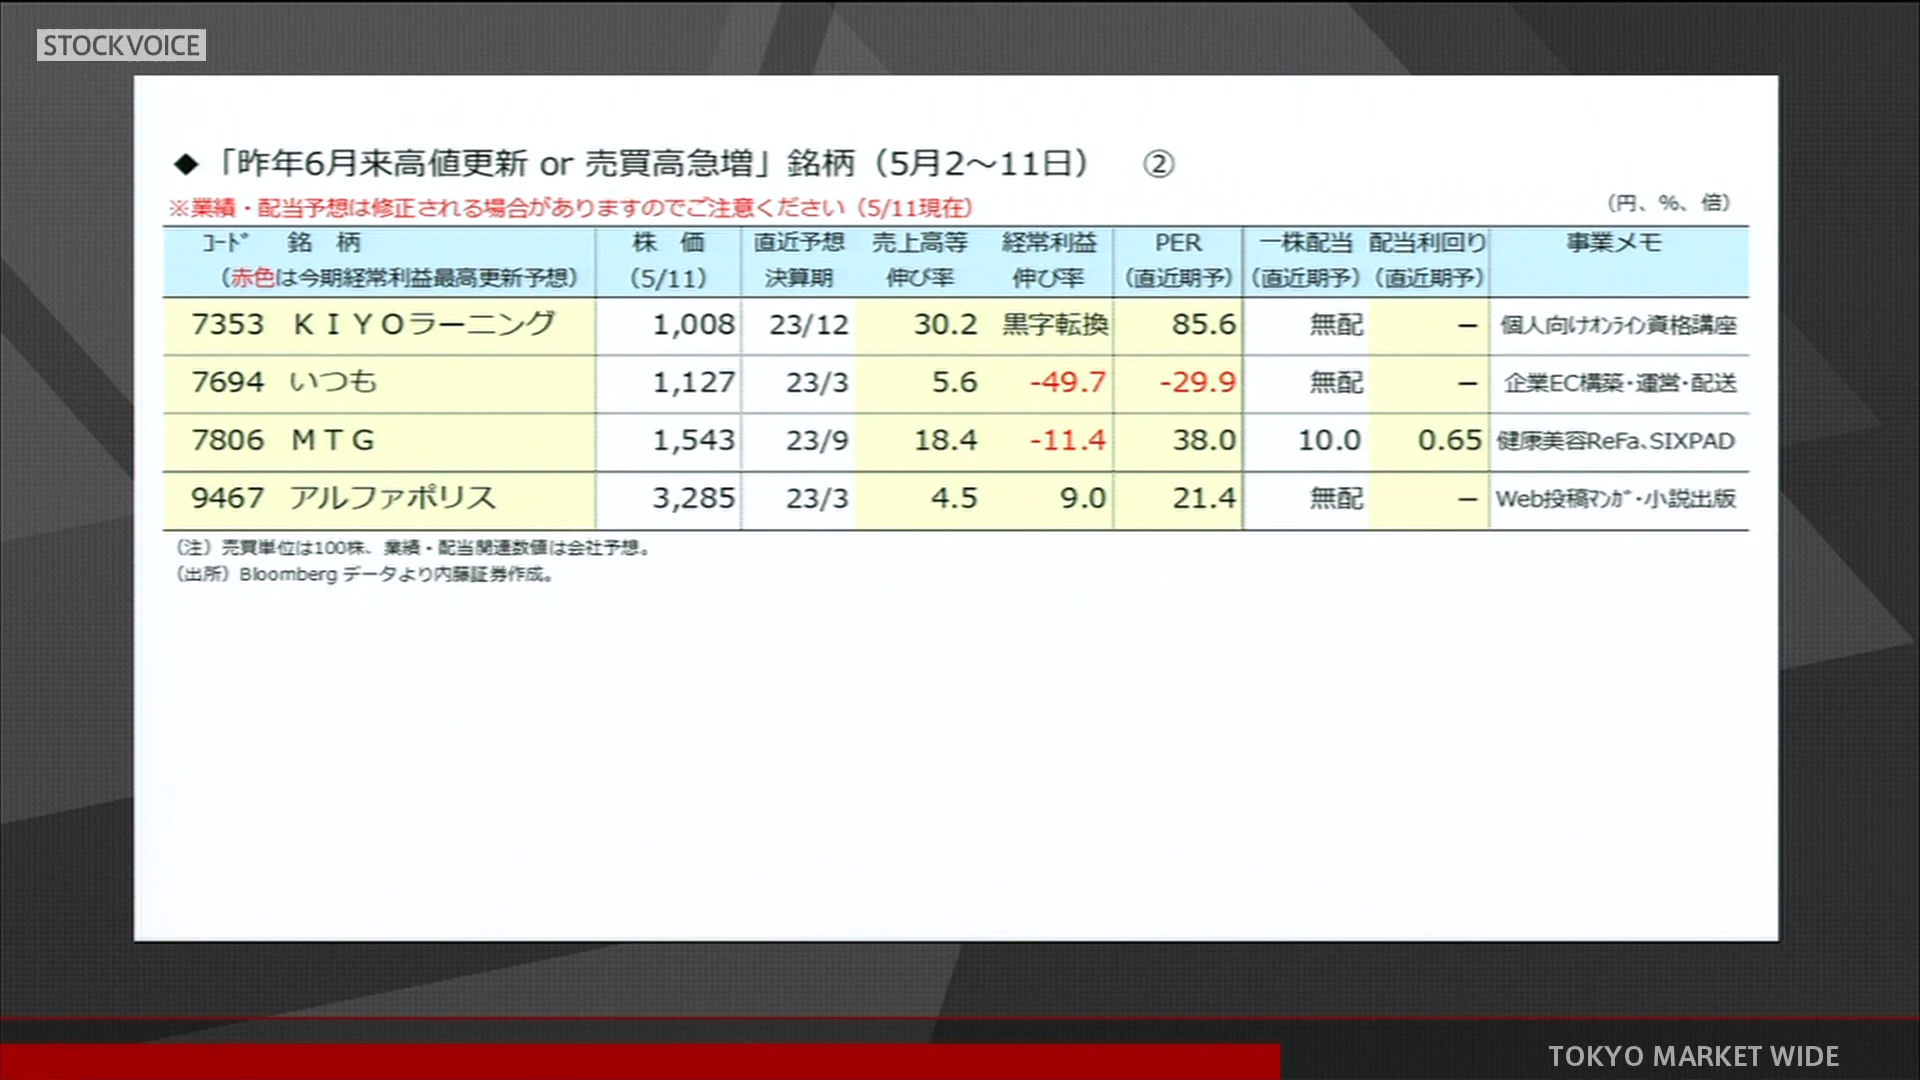 STOCKVOICE
◆「昨年6月来高値更新 or 売買高急増」銘柄（5月2～11日） ②
※業績・配当予想は修正される場合がありますのでご注意ください（5/11現在） （円、％、倍）
ｺｰﾄﾞ 銘 柄 株 価 直近予想 売上高等 経常利益 PER 一株配当 配当利回り 事業メモ
（赤色は今期経常利益最高更新予想） （5/11） 決算期 伸び率 伸び率 （直近期予） （直近期予） （直近期予）
7353 ＫＩＹＯラーニング 1,008 23/12 30.2 黒字転換 85.6 無配 － 個人向けｵﾝﾗｲﾝ資格講座
7694 いつも 1,127 23/3 5.6 -49.7 -29.9 無配 － 企業EC構築・運営・配送
7806 ＭＴＧ 1,543 23/9 18.4 -11.4 38.0 10.0 0.65 健康美容ReFa､SIXPAD
9467 アルファポリス 3,285 23/3 4.5 9.0 21.4 無配 － Web投稿ﾏﾝｶﾞ・小説出版
（注）売買単位は100株、業績・配当関連数値は会社予想。
（出所）Bloomberg データより内藤証券作成。
TOKYO MARKET WIDE